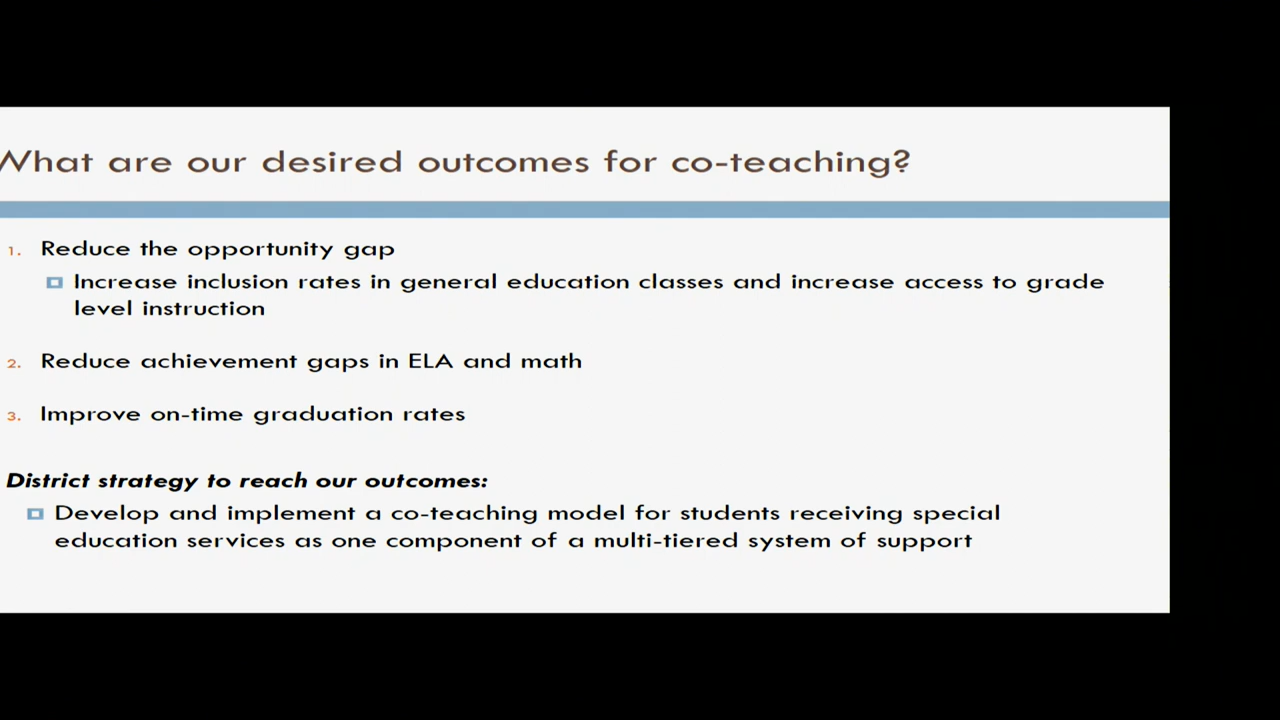 What are our desired outcomes for co-teaching?
1. Reduce the opportunity gap
Increase inclusion rates in general education classes and increase access to grade
level instruction
2. Reduce achievement gaps in ELA and math
3. Improve on-time graduation rates
District strategy to reach our outcomes:
Develop and implement a co-teaching model for students receiving special
education services as one component of a multi-tiered system of support